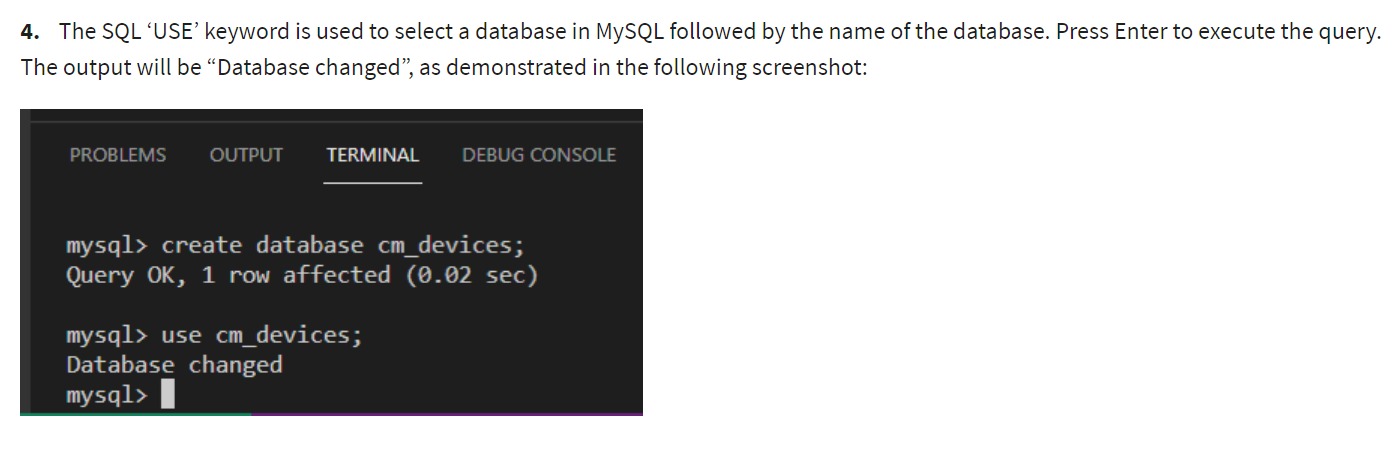 4. The SQL ‘USE’ keyword is used to select a database in MySQL followed by the name of the database. Press Enter to execute the query.
The output will be “Database changed”, as demonstrated in the following screenshot:
PROBLEMS OUTPUT TERMINAL DEBUG CONSOLE
mysql> create database cm_devices;
Query OK, 1 row affected (0.02 sec)
mysql> use cm_devices;
Database changed
mysql>